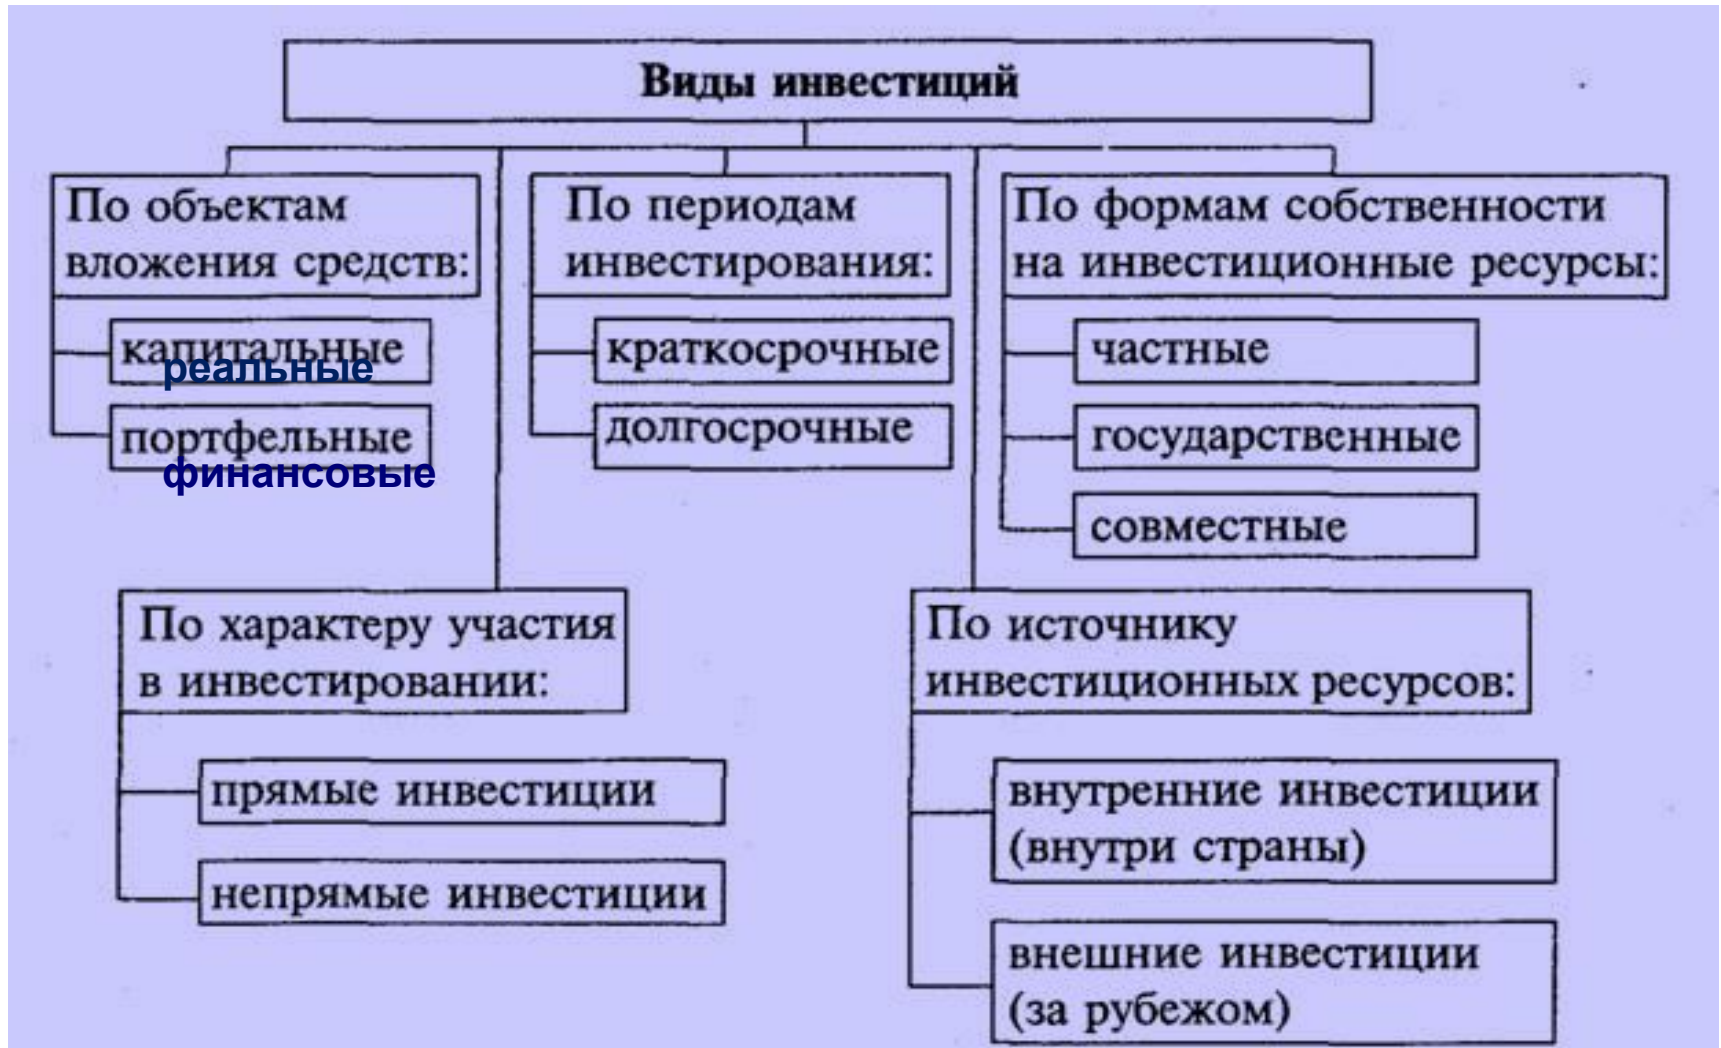 Виды инвестиций
По объектам
вложения средств:
капитальные
реальные
портфельные
финансовые
По периодам
инвестирования:
краткосрочные
долгосрочные
По формам собственности
на инвестиционные ресурсы:
частные
государственные
совместные
По характеру участия
в инвестировании:
прямые инвестиции
непрямые инвестиции
По источнику
инвестиционных ресурсов:
внутренние инвестиции
(внутри страны)
внешние инвестиции
(за рубежом)